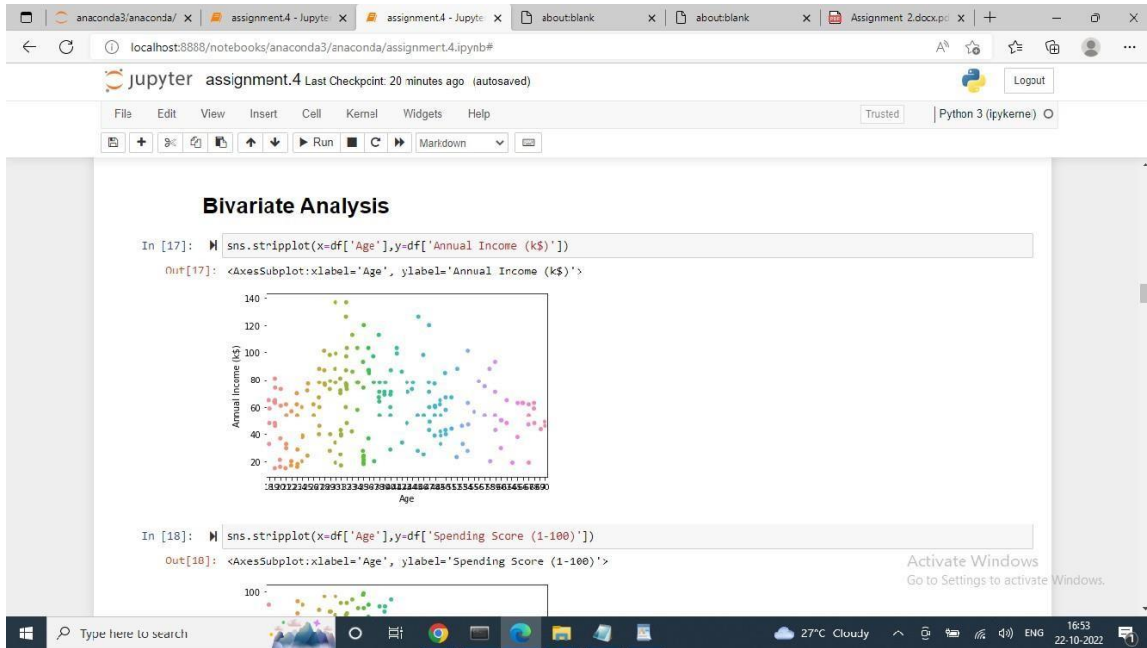 anaconda3/anaconda/
assignment.4 - Jupyte
assignment.4 - Jupyte
about:blank
about:blank
Assignment 2.docx.pd
localhost:8888/notebooks/anaconda3/anaconda/assignment.4.ipynb#
jupyter assignment.4 Last Checkpoint: 20 minutes ago (autosaved)
Logout
File Edit View Insert Cell Kernel Widgets Help
Trusted
Python 3 (ipykernel)
Run
Markdown
Bivariate Analysis
In [17]: sns.stripplot(x=df['Age'],y=df['Annual Income (k$)'])
Out[17]: <AxesSubplot:xlabel='Age', ylabel='Annual Income (k$)'>
140
120
100
80
60
40
20
Annual Income (k$)
Age
In [18]: sns.stripplot(x=df['Age'],y=df['Spending Score (1-100)'])
Out[18]: <AxesSubplot:xlabel='Age', ylabel='Spending Score (1-100)'>
100
Activate Windows
Go to Settings to activate Windows.
Type here to search
27°C Cloudy
ENG
16:53
22-10-2022
1